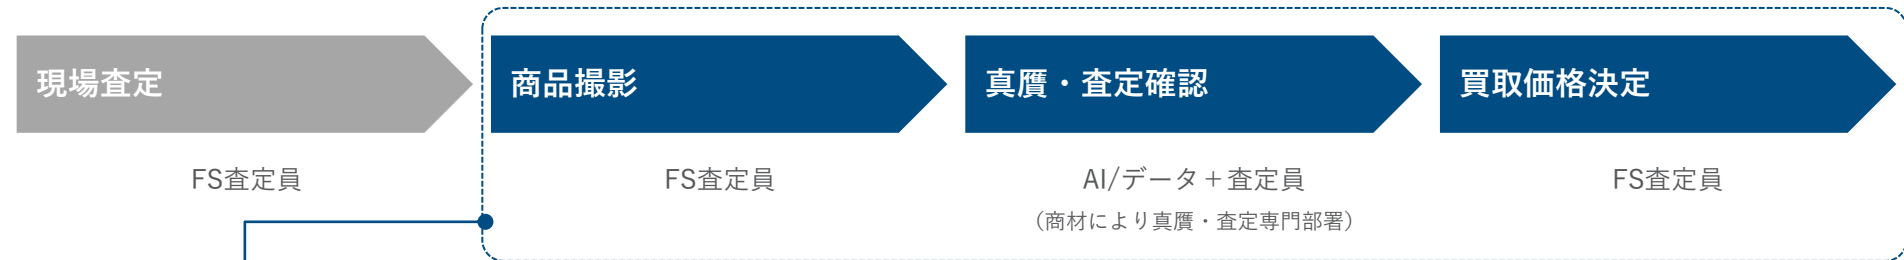 現場査定
商品撮影
真贋・査定確認
買取価格決定
FS査定員
FS査定員
AI/データ＋査定員
FS査定員
（商材により真贋・査定専門部署）